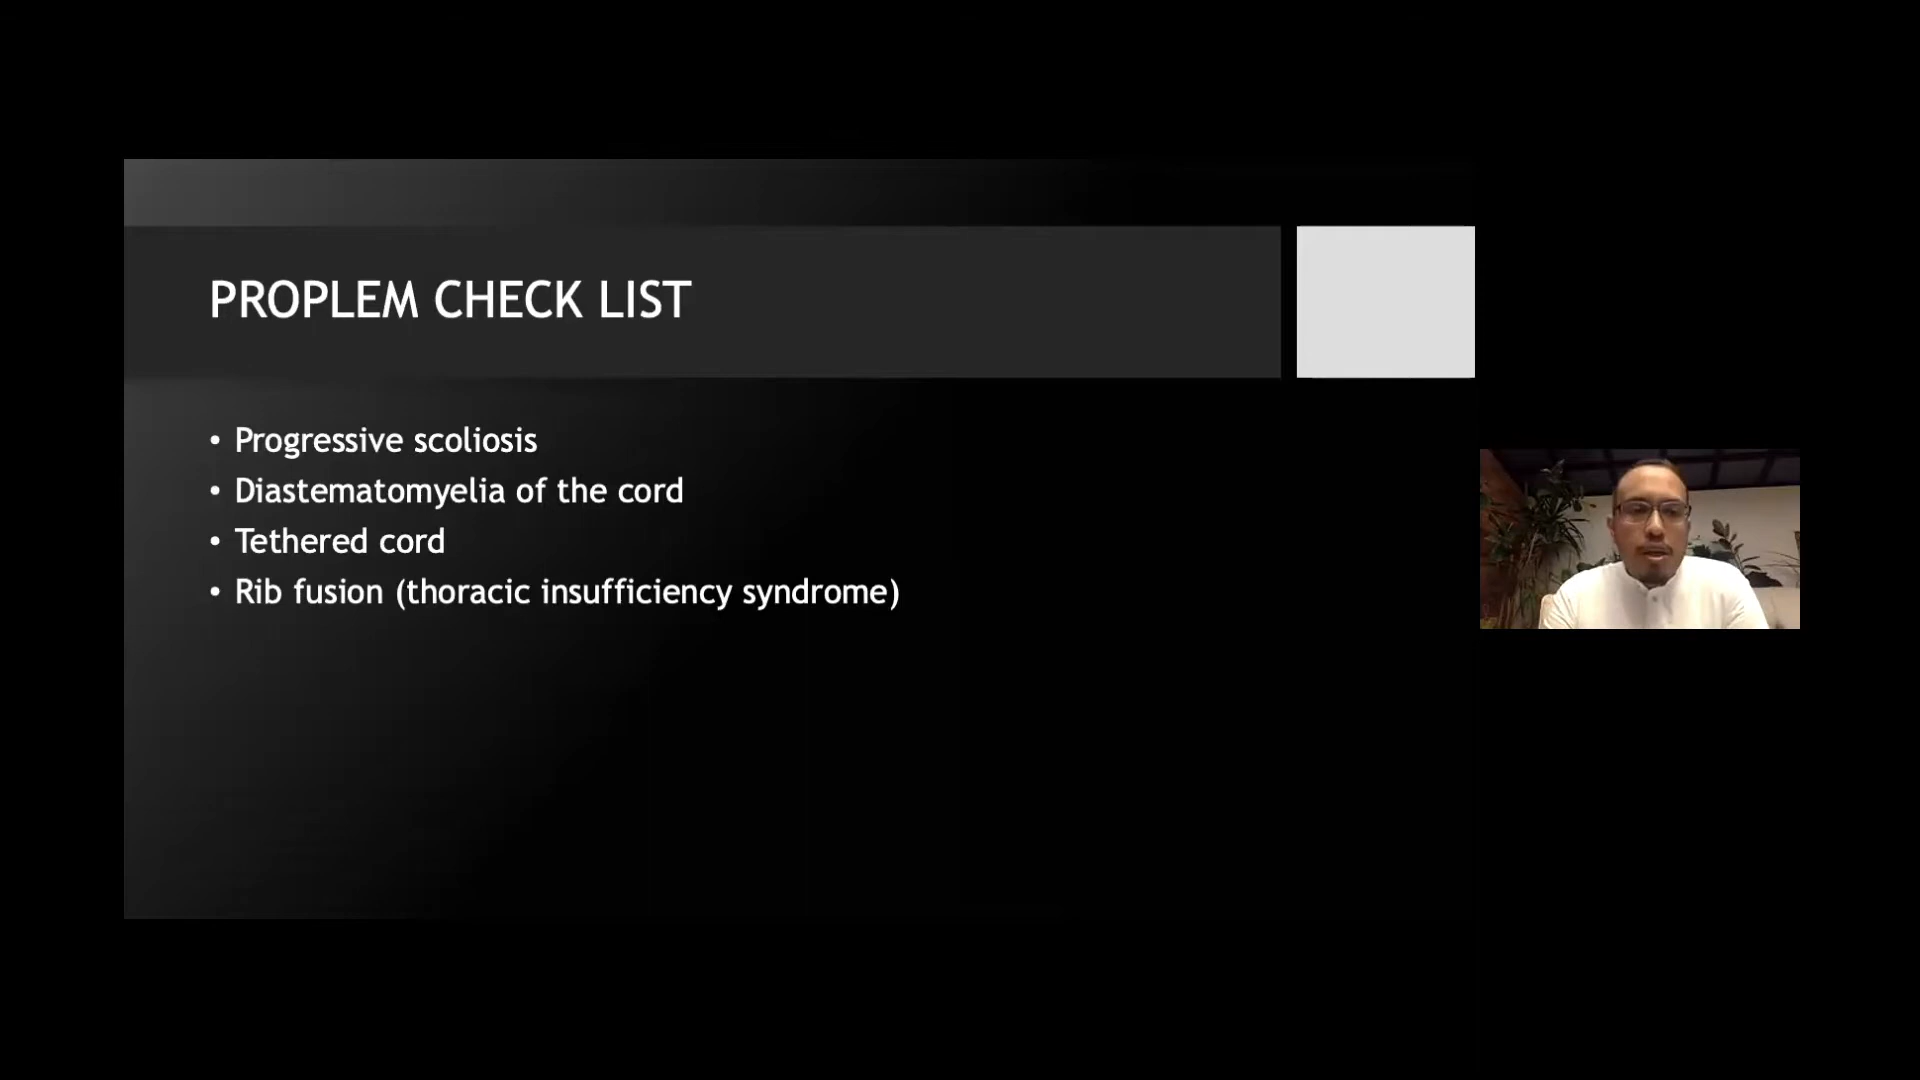 PROPLEM CHECK LIST
• Progressive scoliosis
• Diastematomyelia of the cord
• Tethered cord
• Rib fusion (thoracic insufficiency syndrome)